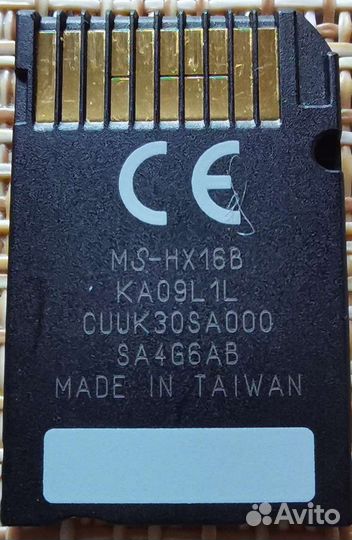 CE
MS-HX16B
KA09L1L
CUUK30SA000
SA4G6AB
MADE IN TAIWAN
Avito